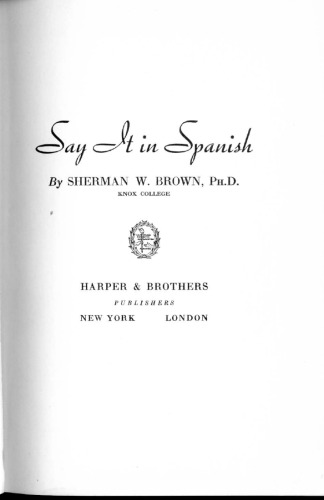 Say It in Spanish
By SHERMAN W. BROWN, PH.D.
KNOX COLLEGE
HARPER & BROTHERS
PUBLISHERS
NEW YORK LONDON